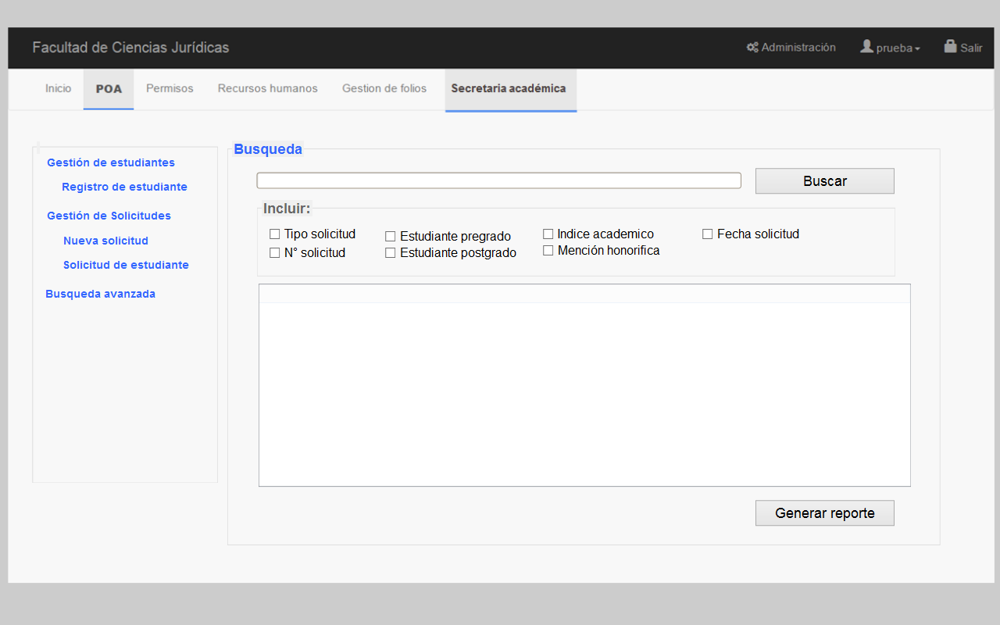 Facultad de Ciencias Jurídicas
Administración
prueba
Salir
Inicio
POA
Permisos
Recursos humanos
Gestion de folios
Secretaria académica
Gestión de estudiantes
Registro de estudiante
Gestión de Solicitudes
Nueva solicitud
Solicitud de estudiante
Busqueda avanzada
Busqueda
Buscar
Incluir:
Tipo solicitud
Estudiante pregrado
Indice academico
Fecha solicitud
N° solicitud
Estudiante postgrado
Mención honorifica
Generar reporte